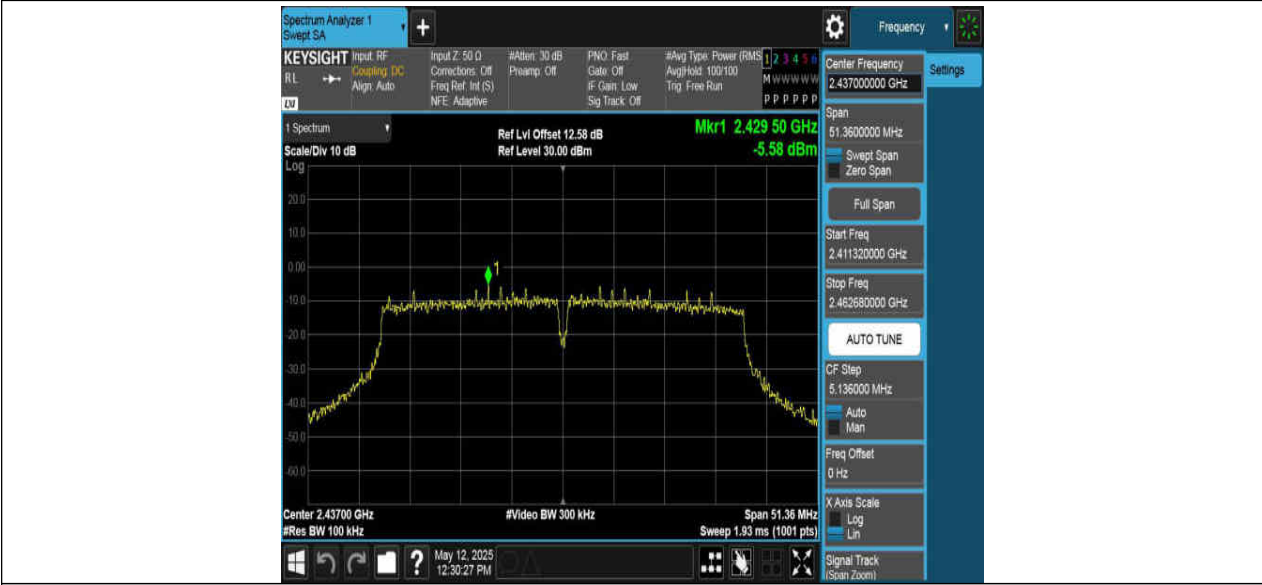 Spectrum Analyzer 1
Swept SA
+
Frequency
KEYSIGHT
RL
LXI
Input: RF
Coupling: DC
Align: Auto
Input Z: 50 Ω
Corrections: Off
Freq Ref: Int (S)
NFE: Adaptive
#Atten: 30 dB
Preamp: Off
PNO: Fast
Gate: Off
IF Gain: Low
Sig Track: Off
#Avg Type: Power (RMS
Avg|Hold: 100/100
Trig: Free Run
1 2 3 4 5 6
M W W W W W
P P P P P P
Center Frequency
2.437000000 GHz
Settings
Span
51.3600000 MHz
Swept Span
Zero Span
Full Span
Start Freq
2.411320000 GHz
Stop Freq
2.462680000 GHz
AUTO TUNE
CF Step
5.136000 MHz
Auto
Man
Freq Offset
0 Hz
X Axis Scale
Log
Lin
Signal Track
(Span Zoom)
1 Spectrum
Scale/Div 10 dB
Log
Ref Lvl Offset 12.58 dB
Ref Level 30.00 dBm
Mkr1 2.429 50 GHz
-5.58 dBm
20.0
10.0
0.00
-10.0
-20.0
-30.0
-40.0
-50.0
-60.0
1
Center 2.43700 GHz
#Res BW 100 kHz
#Video BW 300 kHz
Span 51.36 MHz
Sweep 1.93 ms (1001 pts)
?
May 12, 2025
12:30:27 PM